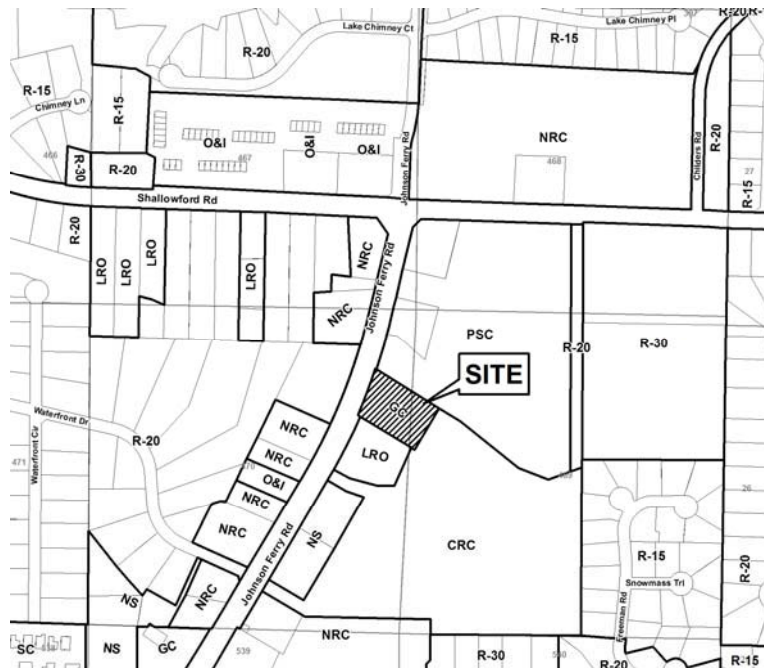 Lake Chimney Ct
Lake Chimney Pl
R-20
R-20
R-15
R-15
Chimney Ln
R-15
O&I
O&I
O&I
NRC
Johnson Ferry Rd
Childers Rd
R-20
466
467
468
27
R-30
R-20
R-15
Shallowford Rd
R-20
LRO
LRO
LRO
LRO
NRC
NRC
Johnson Ferry Rd
PSC
R-20
R-30
SITE
GC
Waterfront Dr
R-20
NRC
NRC
O&I
NRC
NRC
LRO
Waterfront Cir
471
470
NS
CRC
26
R-15
R-20
Snowmass Trl
Freeman Rd
Johnson Ferry Rd
NS
NRC
NRC
SC
538
NS
GC
539
R-30
R-20
R-15